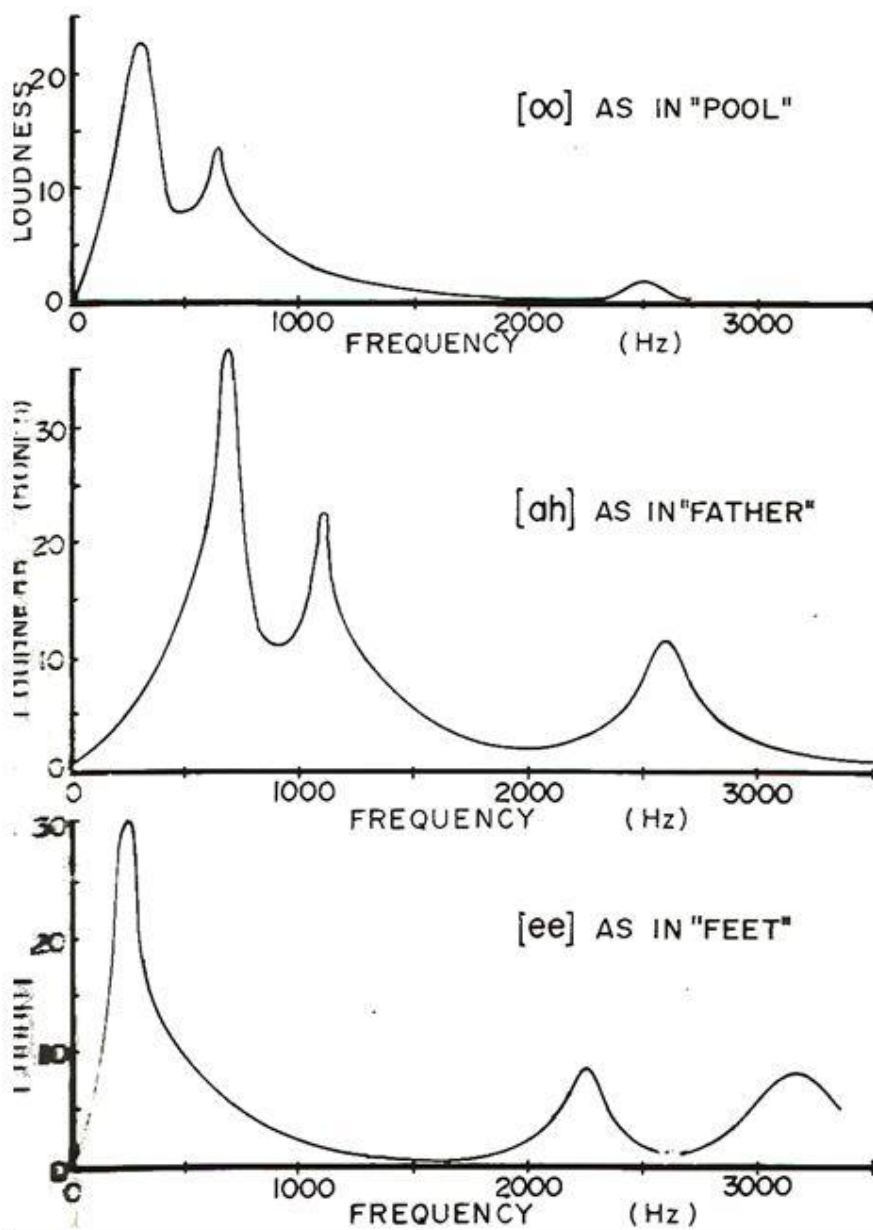 LOUDNESS
20
10
0
[oo] AS IN "POOL"
0 1000 2000 3000
FREQUENCY (Hz)
30
20
10
0
[ah] AS IN "FATHER"
0 1000 2000 3000
FREQUENCY (Hz)
30
20
10
0
[ee] AS IN "FEET"
0 1000 2000 3000
FREQUENCY (Hz)